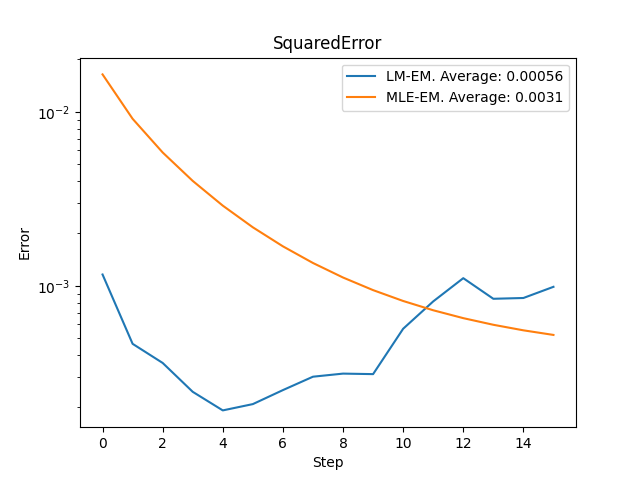 SquaredError
LM-EM. Average: 0.00056
MLE-EM. Average: 0.0031
10⁻²
10⁻³
Error
0 2 4 6 8 10 12 14
Step